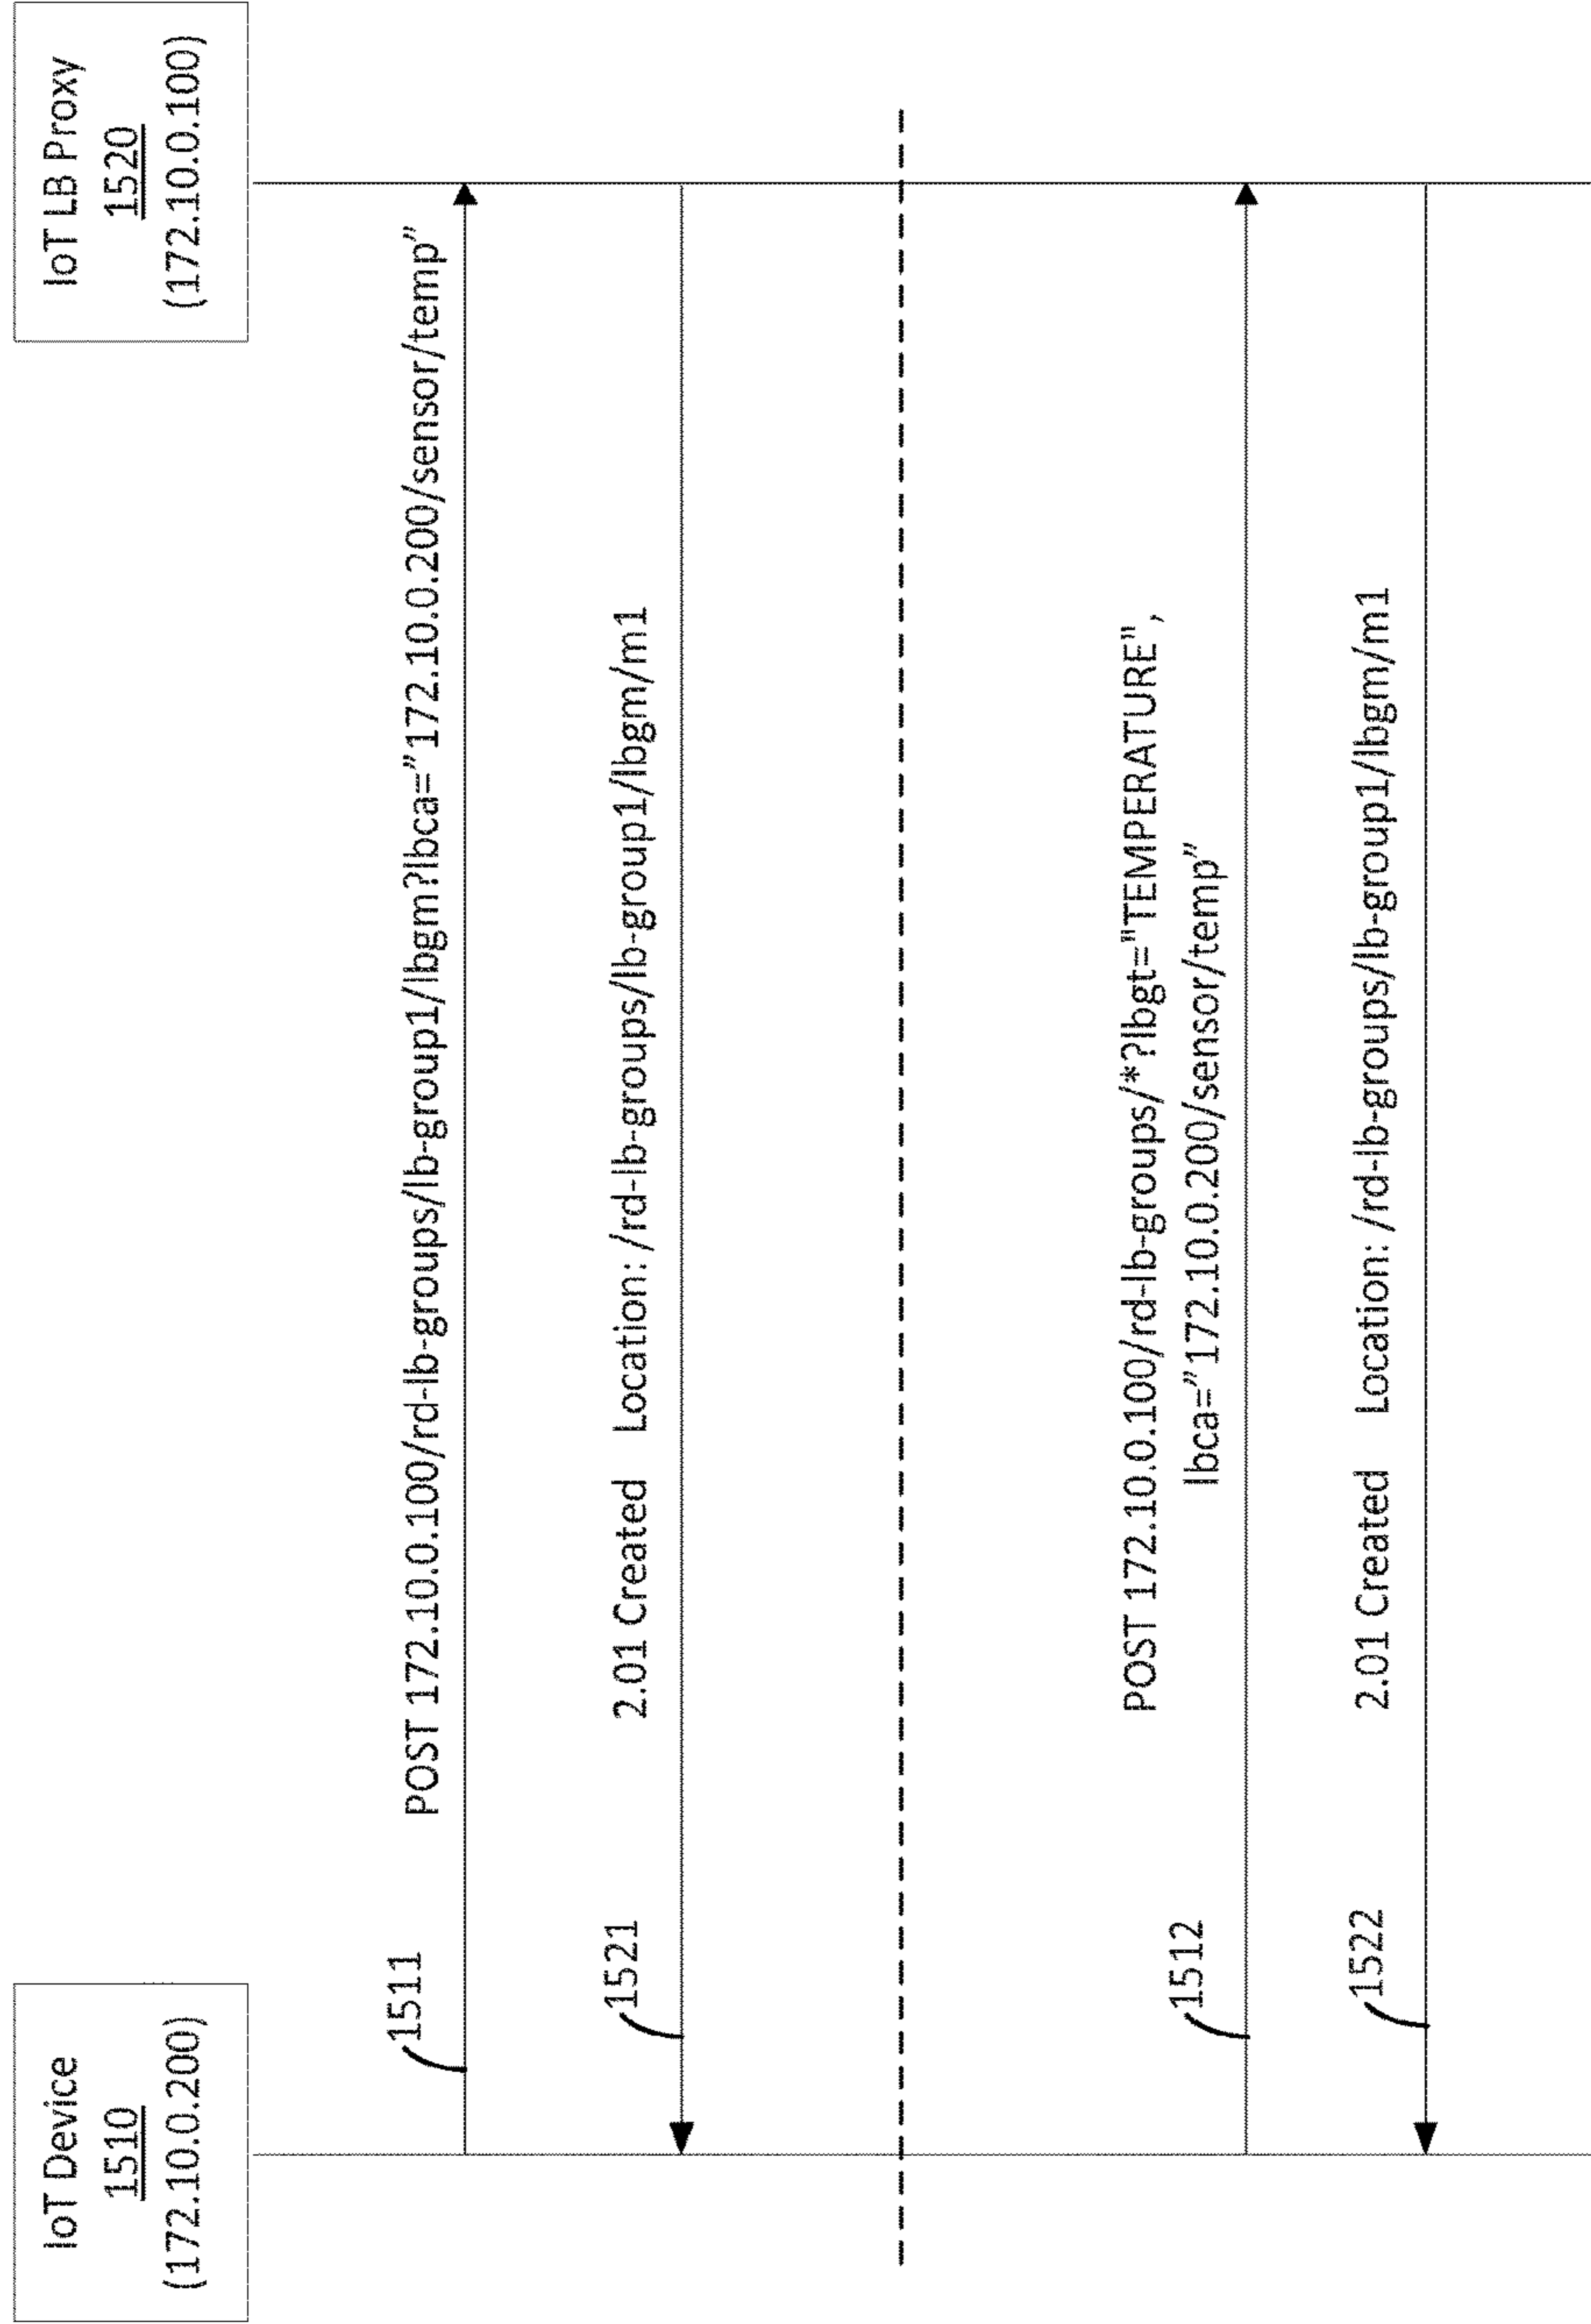 IoT Device
1510
(172.10.0.200)
IoT LB Proxy
1520
(172.10.0.100)
1511
POST 172.10.0.100/rd-lb-groups/lb-group1/lbgm?lbca=”172.10.0.200/sensor/temp”
1521
2.01 Created Location: /rd-lb-groups/lb-group1/lbgm/m1
1512
POST 172.10.0.100/rd-lb-groups/*?lbgt="TEMPERATURE",
lbca=”172.10.0.200/sensor/temp”
1522
2.01 Created Location: /rd-lb-groups/lb-group1/lbgm/m1